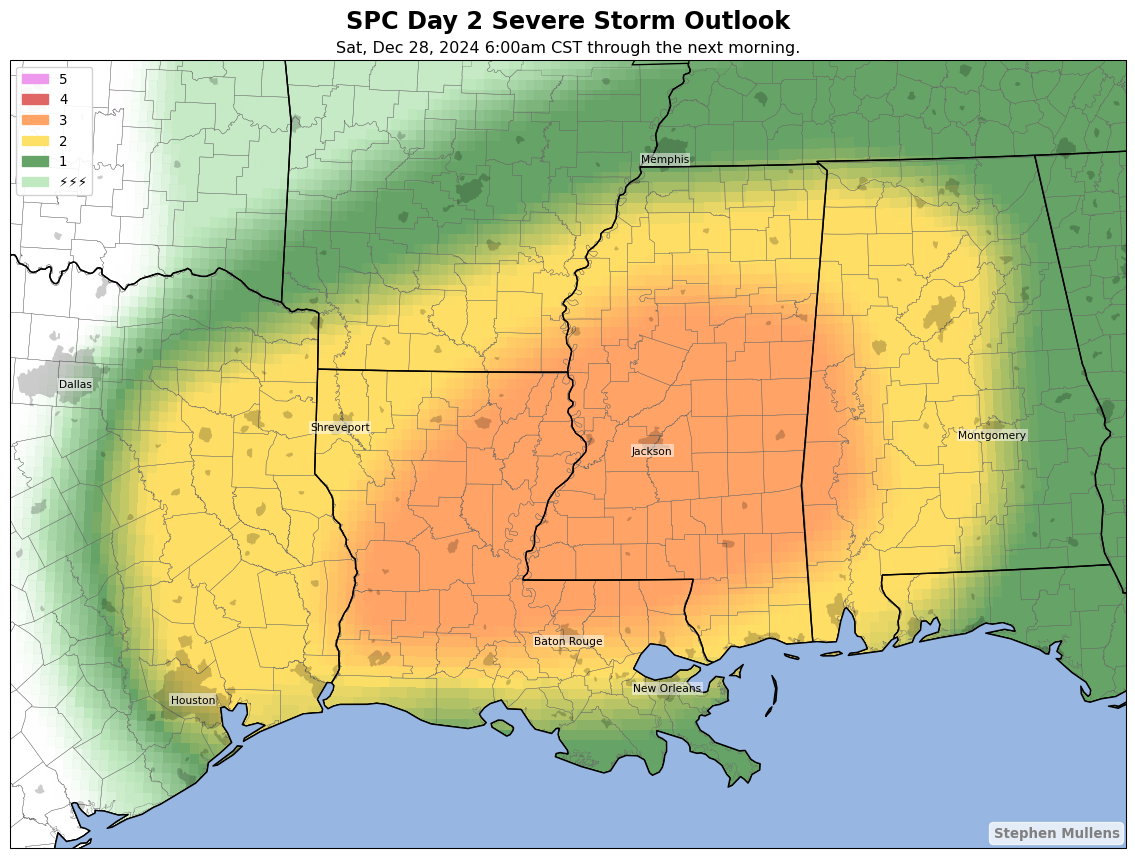 SPC Day 2 Severe Storm Outlook
Sat, Dec 28, 2024 6:00am CST through the next morning.
5
4
3
2
1
⚡⚡⚡
Memphis
Dallas
Shreveport
Jackson
Montgomery
Baton Rouge
New Orleans
Houston
Stephen Mullens